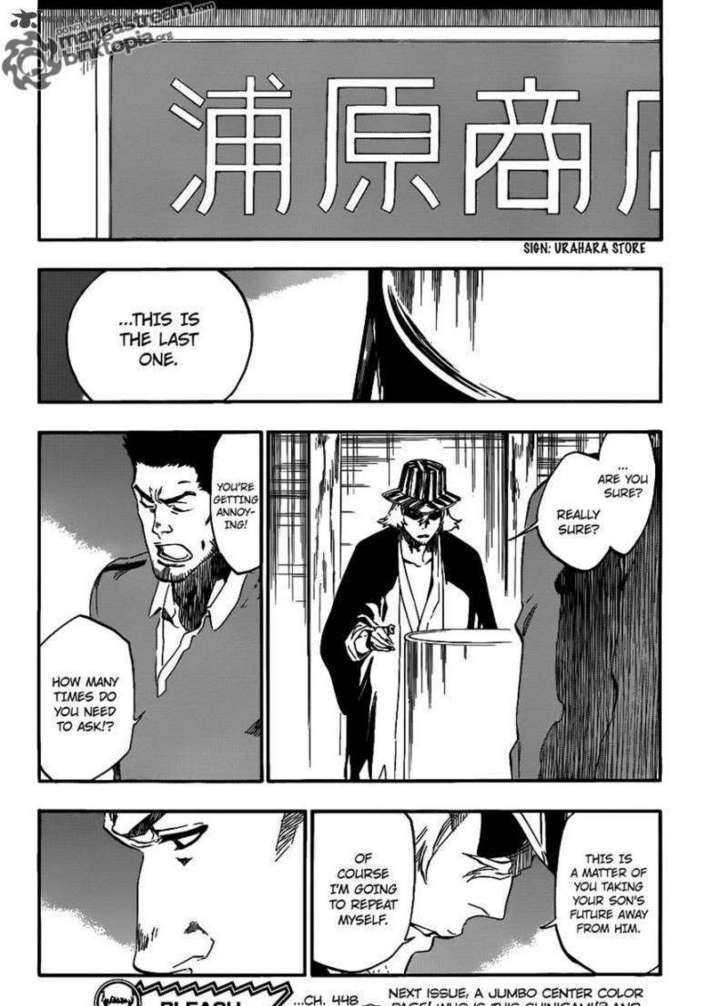 mangastream.com
binktopia.org
浦原商店
SIGN: URAHARA STORE
...THIS IS
THE LAST
ONE.
...
ARE YOU
SURE?
REALLY
SURE?
YOU'RE
GETTING
ANNOY-
ING!
HOW MANY
TIMES DO
YOU NEED
TO ASK!?
THIS IS
A MATTER OF
YOU TAKING
YOUR SON'S
FUTURE AWAY
FROM HIM.
OF
COURSE
I'M GOING
TO REPEAT
MYSELF.
BLEACH
...CH. 448
NEXT ISSUE, A JUMBO CENTER COLOR